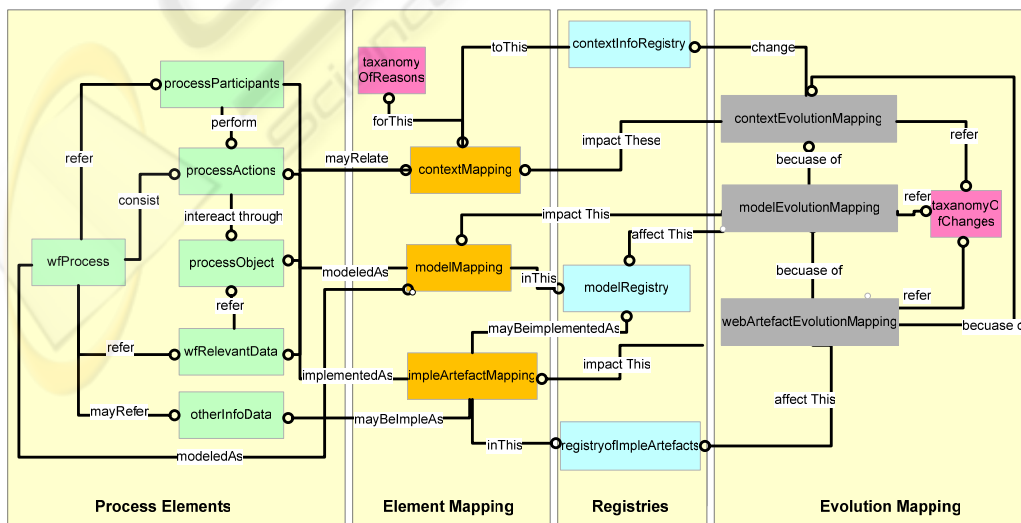 toThis
contextInfoRegistry
change
taxanomy
OfReasons
processParticipants
forThis
perform
contextEvolutionMapping
impact These
refer
refer
mayRelate
becuase of
processActions
contextMapping
consist
intereact through
refer
modelEvolutionMapping
taxanomyO
fChanges
impact This
affect This
wfProcess
processObject
modeledAs
modelMapping
inThis
modelRegistry
becuase of
refer
refer
mayBeimplementedAs
webArtefactEvolutionMapping
becuase o
refer
wfRelevantData
implementedAs
impleArtefactMapping
impact This
mayRefer
otherInfoData
mayBeImpleAs
affect This
inThis
registryofImpleArtefacts
modeledAs
Process Elements
Element Mapping
Registries
Evolution Mapping